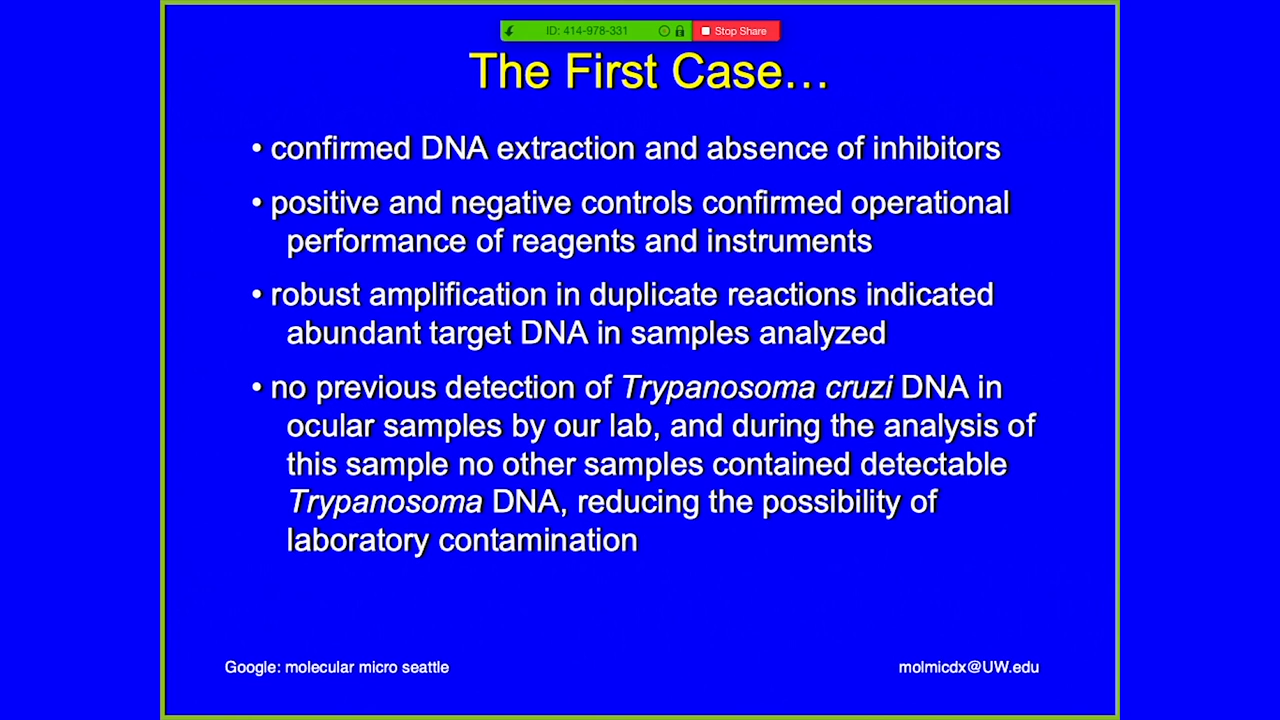 ID: 414-978-331
Stop Share
The First Case…
• confirmed DNA extraction and absence of inhibitors
• positive and negative controls confirmed operational
performance of reagents and instruments
• robust amplification in duplicate reactions indicated
abundant target DNA in samples analyzed
• no previous detection of Trypanosoma cruzi DNA in
ocular samples by our lab, and during the analysis of
this sample no other samples contained detectable
Trypanosoma DNA, reducing the possibility of
laboratory contamination
Google: molecular micro seattle
molmicdx@UW.edu